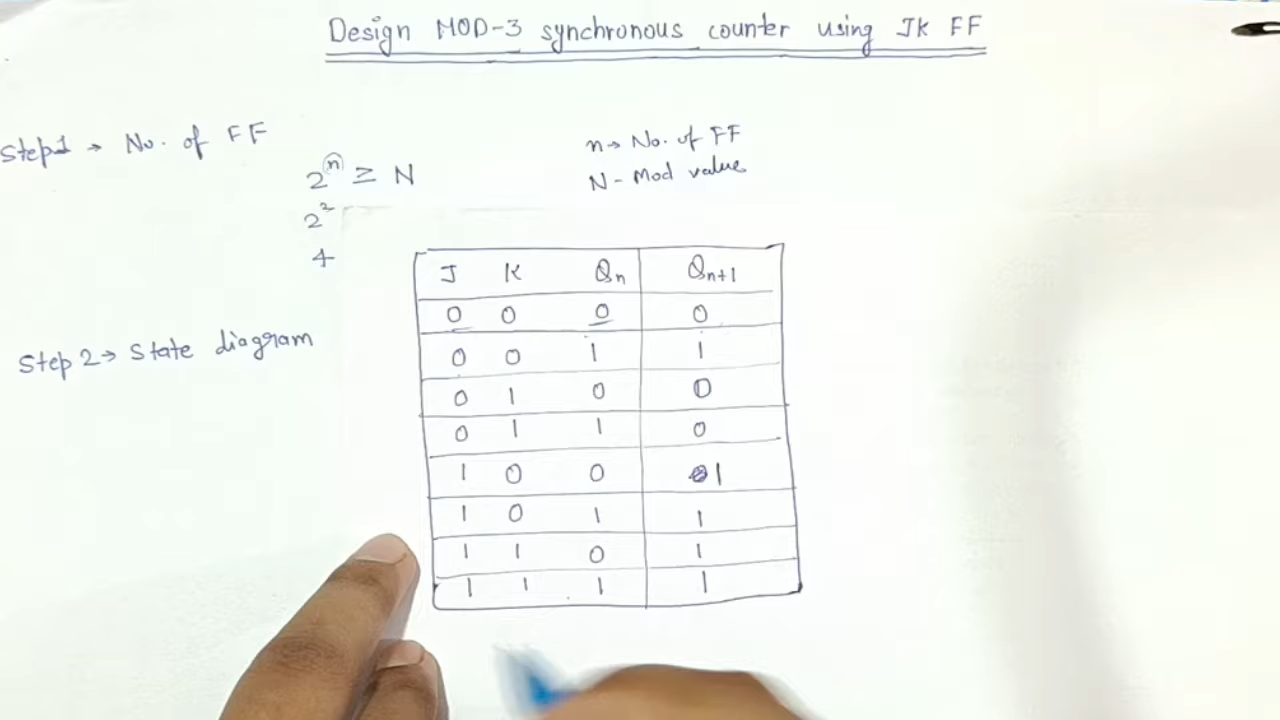 Design MOD-3 synchronous counter using JK FF
Step1 → No. of FF
n → No. of FF
2^n ≥ N
N - Mod value
2^2
4
J K Qn Qn+1
0 0 0 0
0 0 1 1
0 1 0 0
0 1 1 0
1 0 0 1
1 0 1 1
1 1 0 1
1 1 1 1
Step 2 → State diagram